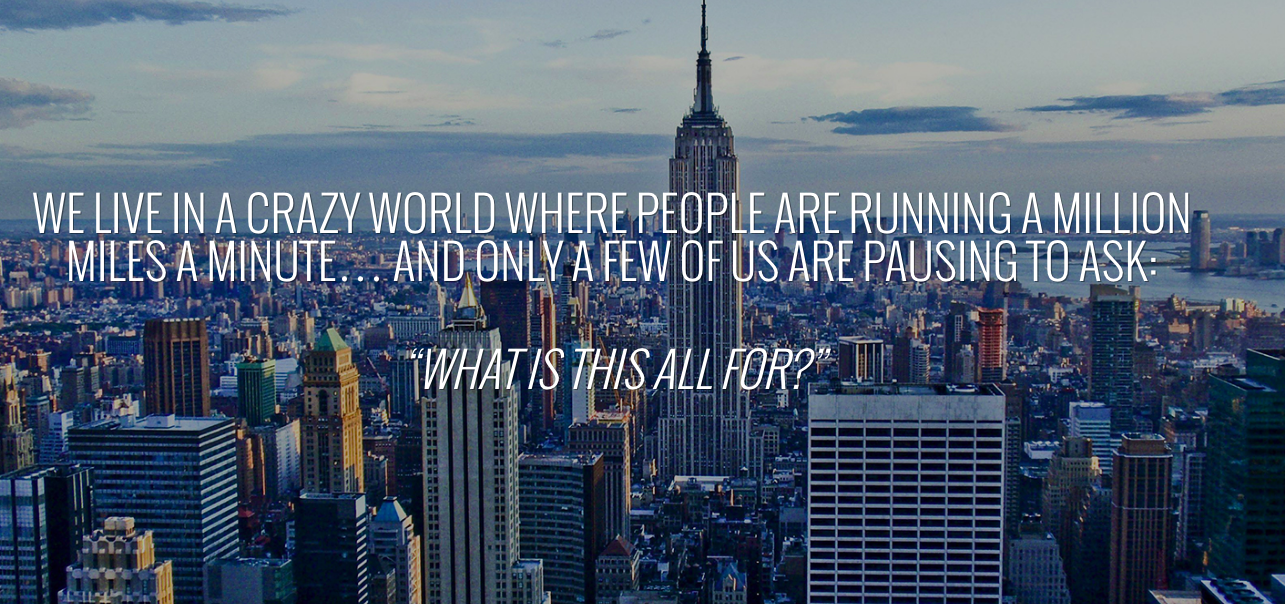 WE LIVE IN A CRAZY WORLD WHERE PEOPLE ARE RUNNING A MILLION
MILES A MINUTE... AND ONLY A FEW OF US ARE PAUSING TO ASK:
“WHAT IS THIS ALL FOR?”